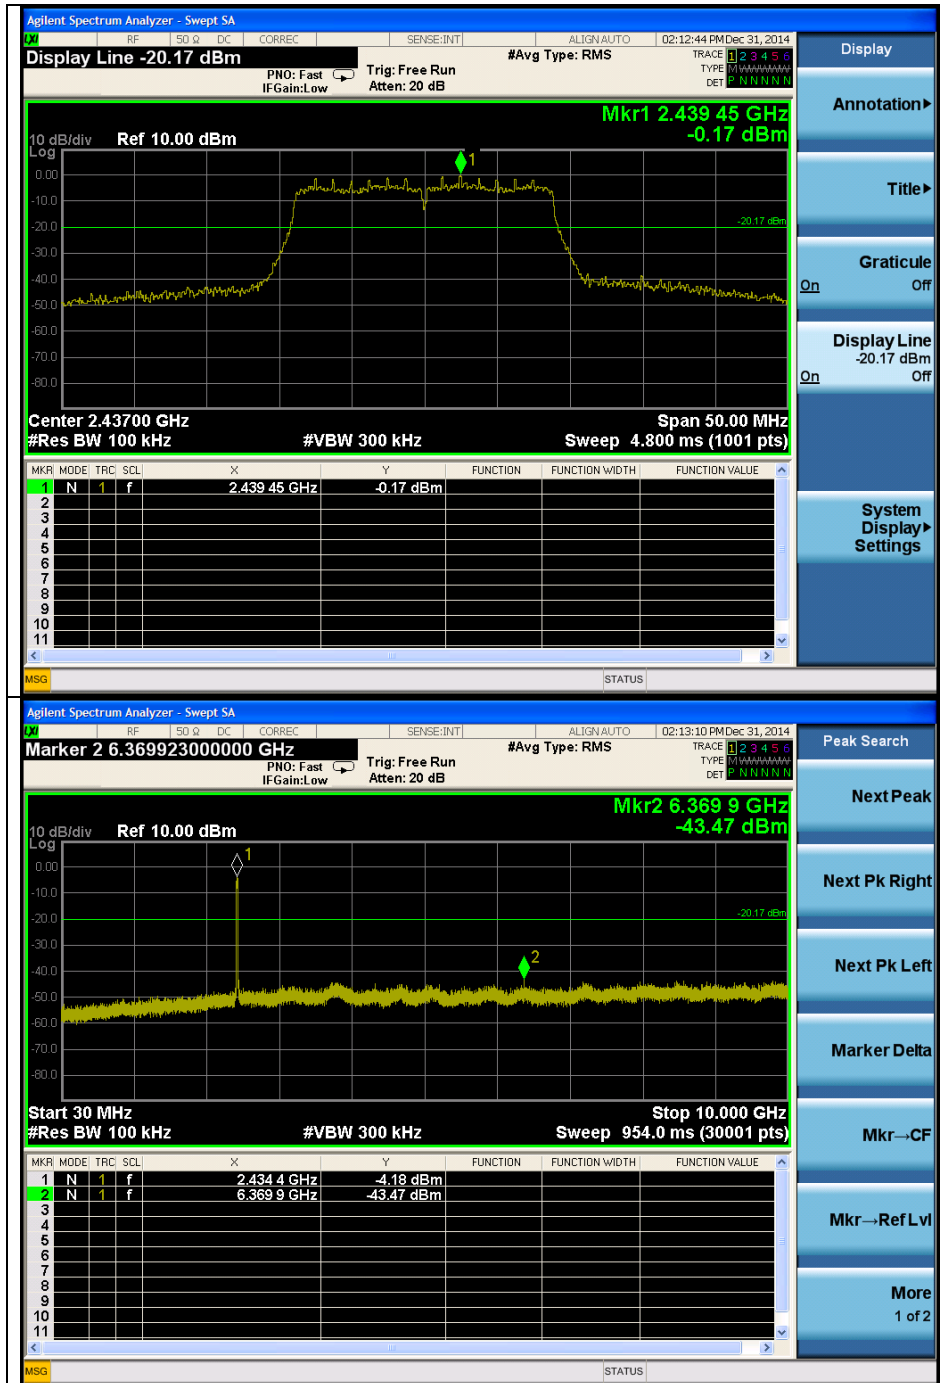 Agilent Spectrum Analyzer - Swept SA
LXI RF 50 Ω DC CORREC SENSE:INT ALIGN AUTO 02:12:44 PM Dec 31, 2014
Display Line -20.17 dBm
#Avg Type: RMS
TRACE 1 2 3 4 5 6
PNO: Fast Trig: Free Run
TYPE M WWWWW
IFGain:Low Atten: 20 dB
DET P N N N N N
Mkr1 2.439 45 GHz
-0.17 dBm
10 dB/div Ref 10.00 dBm
Log
1
0.00
-10.0
-20.0
-20.17 dBm
-30.0
-40.0
-50.0
-60.0
-70.0
-80.0
Center 2.43700 GHz Span 50.00 MHz
#Res BW 100 kHz #VBW 300 kHz Sweep 4.800 ms (1001 pts)
MKR MODE TRC SCL X Y FUNCTION FUNCTION WIDTH FUNCTION VALUE
1 N 1 f 2.439 45 GHz -0.17 dBm
2
3
4
5
6
7
8
9
10
11
MSG STATUS
Display
Annotation
Title
Graticule
On Off
Display Line
-20.17 dBm
On Off
System
Display
Settings
Agilent Spectrum Analyzer - Swept SA
LXI RF 50 Ω DC CORREC SENSE:INT ALIGN AUTO 02:13:10 PM Dec 31, 2014
Marker 2 6.369923000000 GHz
#Avg Type: RMS
TRACE 1 2 3 4 5 6
PNO: Fast Trig: Free Run
TYPE M WWWWW
IFGain:Low Atten: 20 dB
DET P N N N N N
Mkr2 6.369 9 GHz
-43.47 dBm
10 dB/div Ref 10.00 dBm
Log
1
0.00
-10.0
-20.0
-20.17 dBm
-30.0
2
-40.0
-50.0
-60.0
-70.0
-80.0
Start 30 MHz Stop 10.000 GHz
#Res BW 100 kHz #VBW 300 kHz Sweep 954.0 ms (30001 pts)
MKR MODE TRC SCL X Y FUNCTION FUNCTION WIDTH FUNCTION VALUE
1 N 1 f 2.434 4 GHz -4.18 dBm
2 N 1 f 6.369 9 GHz -43.47 dBm
3
4
5
6
7
8
9
10
11
MSG STATUS
Peak Search
Next Peak
Next Pk Right
Next Pk Left
Marker Delta
Mkr→CF
Mkr→Ref Lvl
More
1 of 2